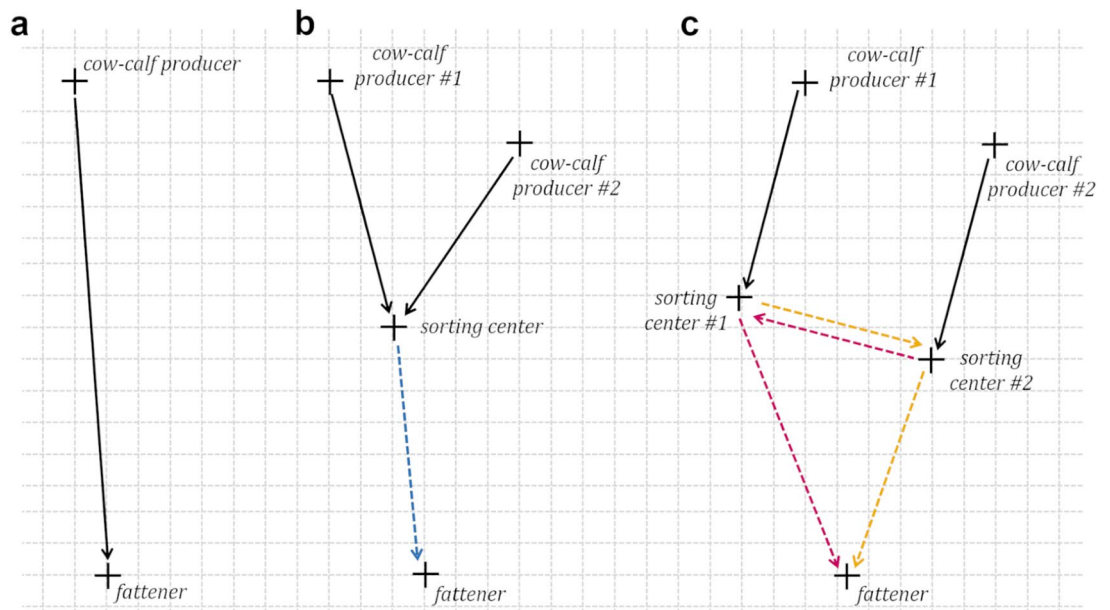 a
b
c
cow-calf producer
fattener
cow-calf
producer #1
cow-calf
producer #2
sorting center
fattener
cow-calf
producer #1
cow-calf
producer #2
sorting
center #1
sorting
center #2
fattener